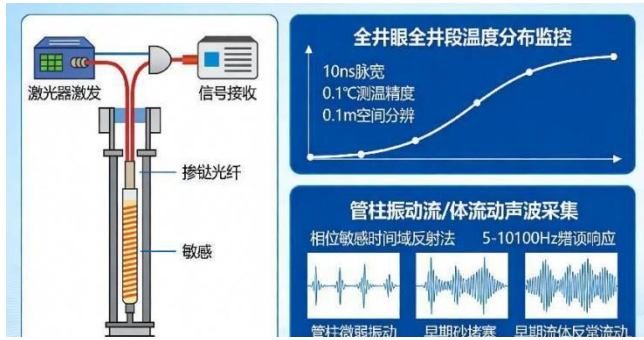 激光器激发
信号接收
掺钍光纤
敏感
全井眼全井段温度分布监控
10ns脉宽
0.1℃测温精度
0.1m空间分辨
管柱振动流/体流动声波采集
相位敏感时间域反射法
5-10100Hz猎谈响应
管柱微弱振动
早期砂堵塞
早期流体反常流动